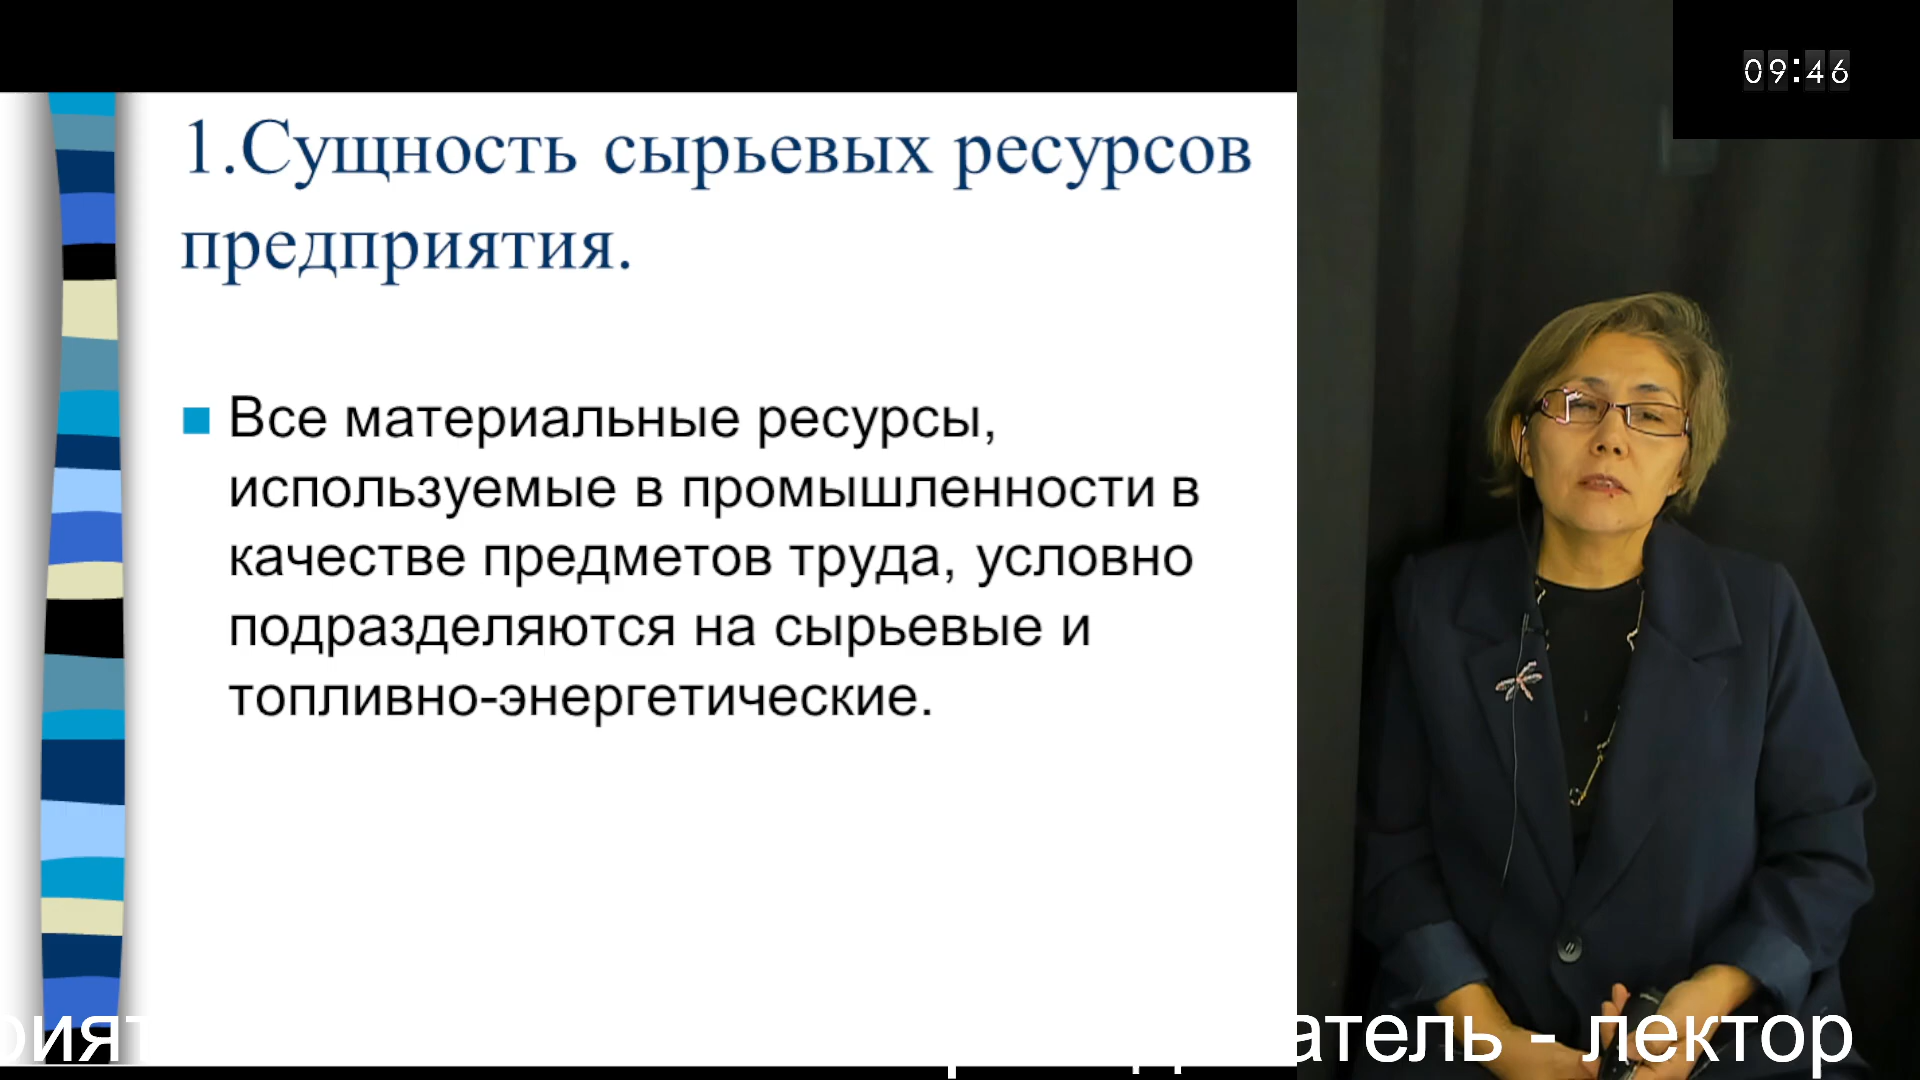 09:46
1.Сущность сырьевых ресурсов
предприятия.
Все материальные ресурсы,
используемые в промышленности в
качестве предметов труда, условно
подразделяются на сырьевые и
топливно-энергетические.
- лектор